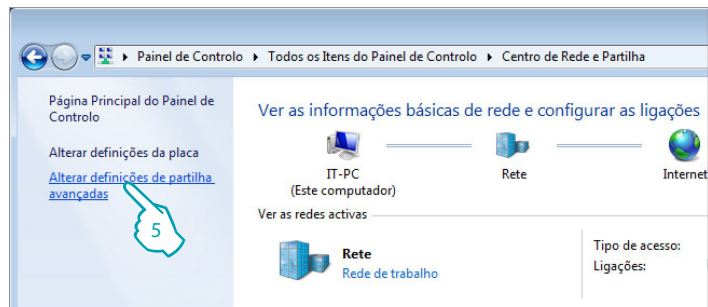 Painel de Controlo ▸ Todos os Itens do Painel de Controlo ▸ Centro de Rede e Partilha
Página Principal do Painel de
Controlo
Alterar definições da placa
Alterar definições de partilha
avançadas
5
Ver as informações básicas de rede e configurar as ligações
IT-PC
(Este computador)
Rete
Internet
Ver as redes activas
Rete
Rede de trabalho
Tipo de acesso:
Ligações: